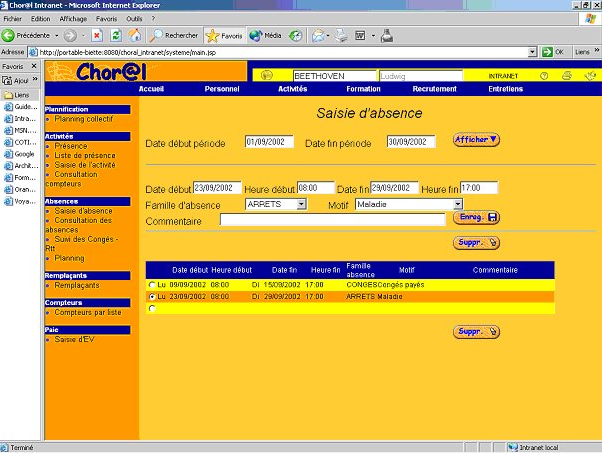 Chor@l Intranet - Microsoft Internet Explorer
Fichier Edition Affichage Favoris Outils ?
Précédente Rechercher Favoris Média
Adresse http://portable-biette:8080/choral_intranet/systeme/main.jsp OK Liens »
Favoris ×
Ajou »
Liens
Guide...
Intra...
MSN....
COTI...
Google
Archit...
Form...
Oran...
Voya...
Chor@l
BEETHOVEN Ludwig INTRANET
Accueil Personnel Activités Formation Recrutement Entretiens
Plannification
Planning collectif
Activités
Présence
Liste de présence
Saisie de l'activité
Consultation
compteurs
Absences
Saisie d'absence
Consultation des
absences
Suivi des Congés -
Rtt
Planning
Remplaçants
Remplaçants
Compteurs
Compteurs par liste
Paie
Saisie d'EV
Saisie d'absence
Date début période 01/09/2002 Date fin période 30/09/2002 Afficher
Date début 23/09/2002 Heure début 08:00 Date fin 29/09/2002 Heure fin 17:00
Famille d'absence ARRETS Motif Maladie
Commentaire Enreg.
Suppr.
Date début Heure début Date fin Heure fin Famille absence Motif Commentaire
Lu 09/09/2002 08:00 Di 15/09/2002 17:00 CONGES Congés payés
Lu 23/09/2002 08:00 Di 29/09/2002 17:00 ARRETS Maladie
Suppr.
Terminé Intranet local